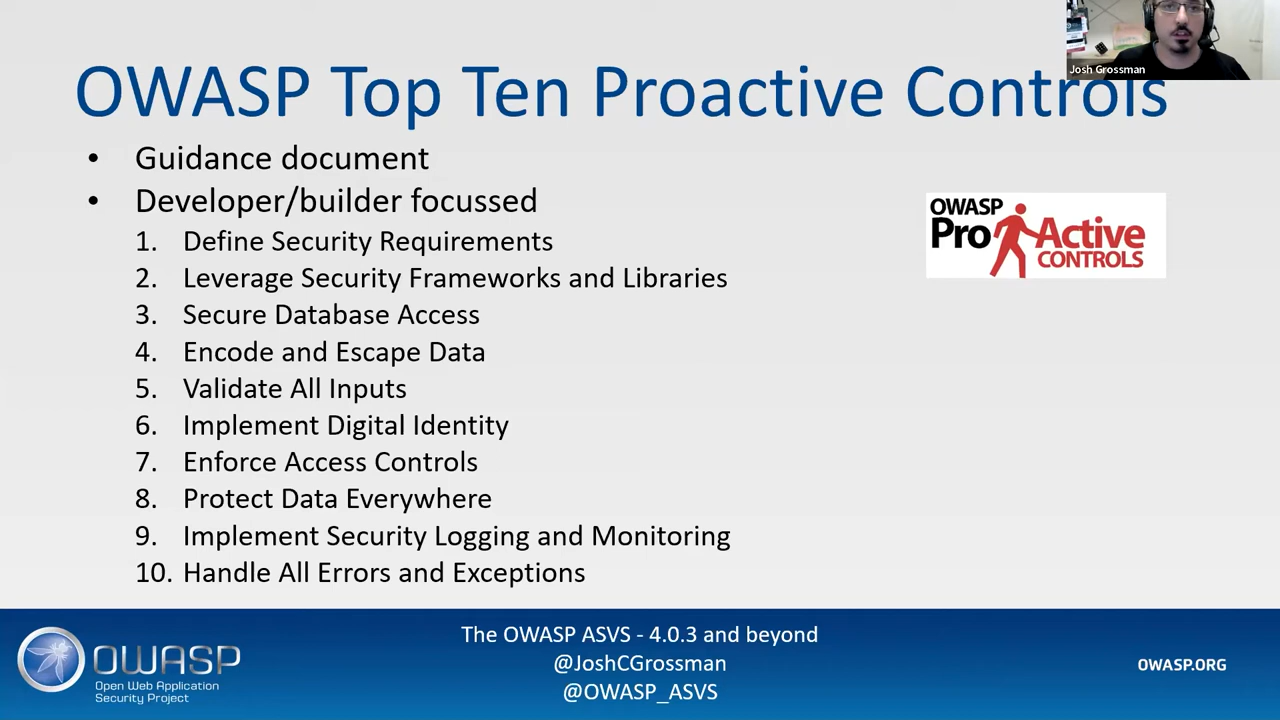 Josh Grossman
OWASP Top Ten Proactive Controls
• Guidance document
• Developer/builder focussed
1. Define Security Requirements
2. Leverage Security Frameworks and Libraries
3. Secure Database Access
4. Encode and Escape Data
5. Validate All Inputs
6. Implement Digital Identity
7. Enforce Access Controls
8. Protect Data Everywhere
9. Implement Security Logging and Monitoring
10. Handle All Errors and Exceptions
OWASP
ProActive
CONTROLS
OWASP
Open Web Application
Security Project
The OWASP ASVS - 4.0.3 and beyond
@JoshCGrossman
@OWASP_ASVS
OWASP.ORG